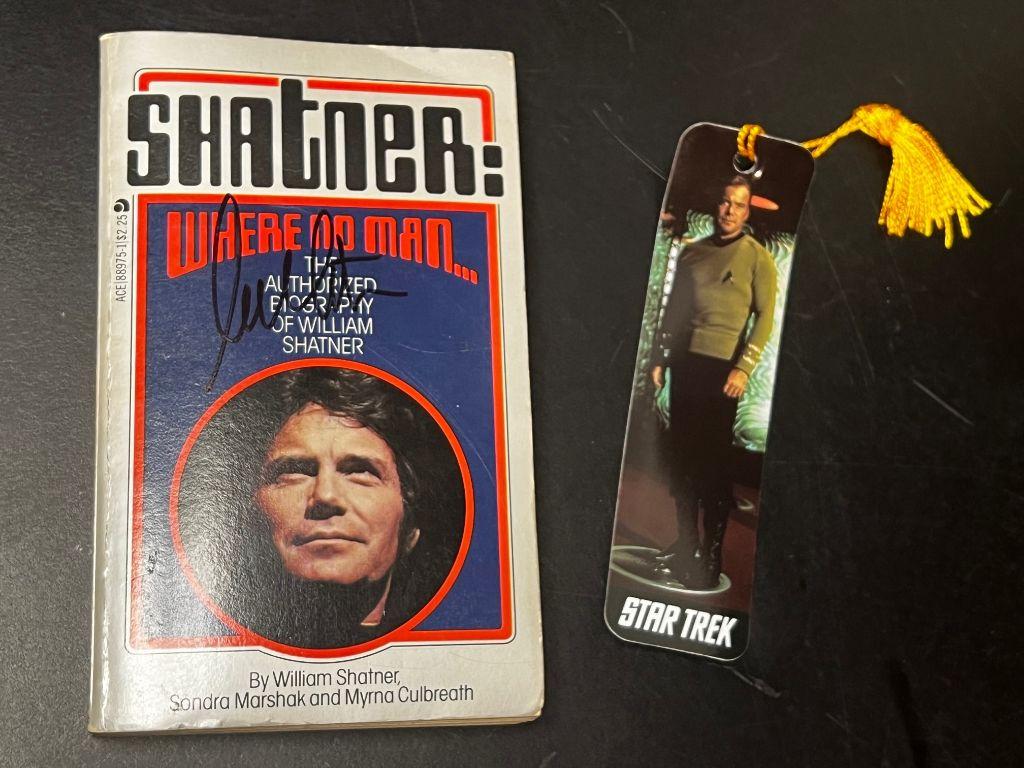 SHATNER:
WHERE NO MAN...
THE
AUTHORIZED
BIOGRAPHY
OF WILLIAM
SHATNER
ACE|88975-1|$2.25
By William Shatner,
Sondra Marshak and Myrna Culbreath
STAR TREK